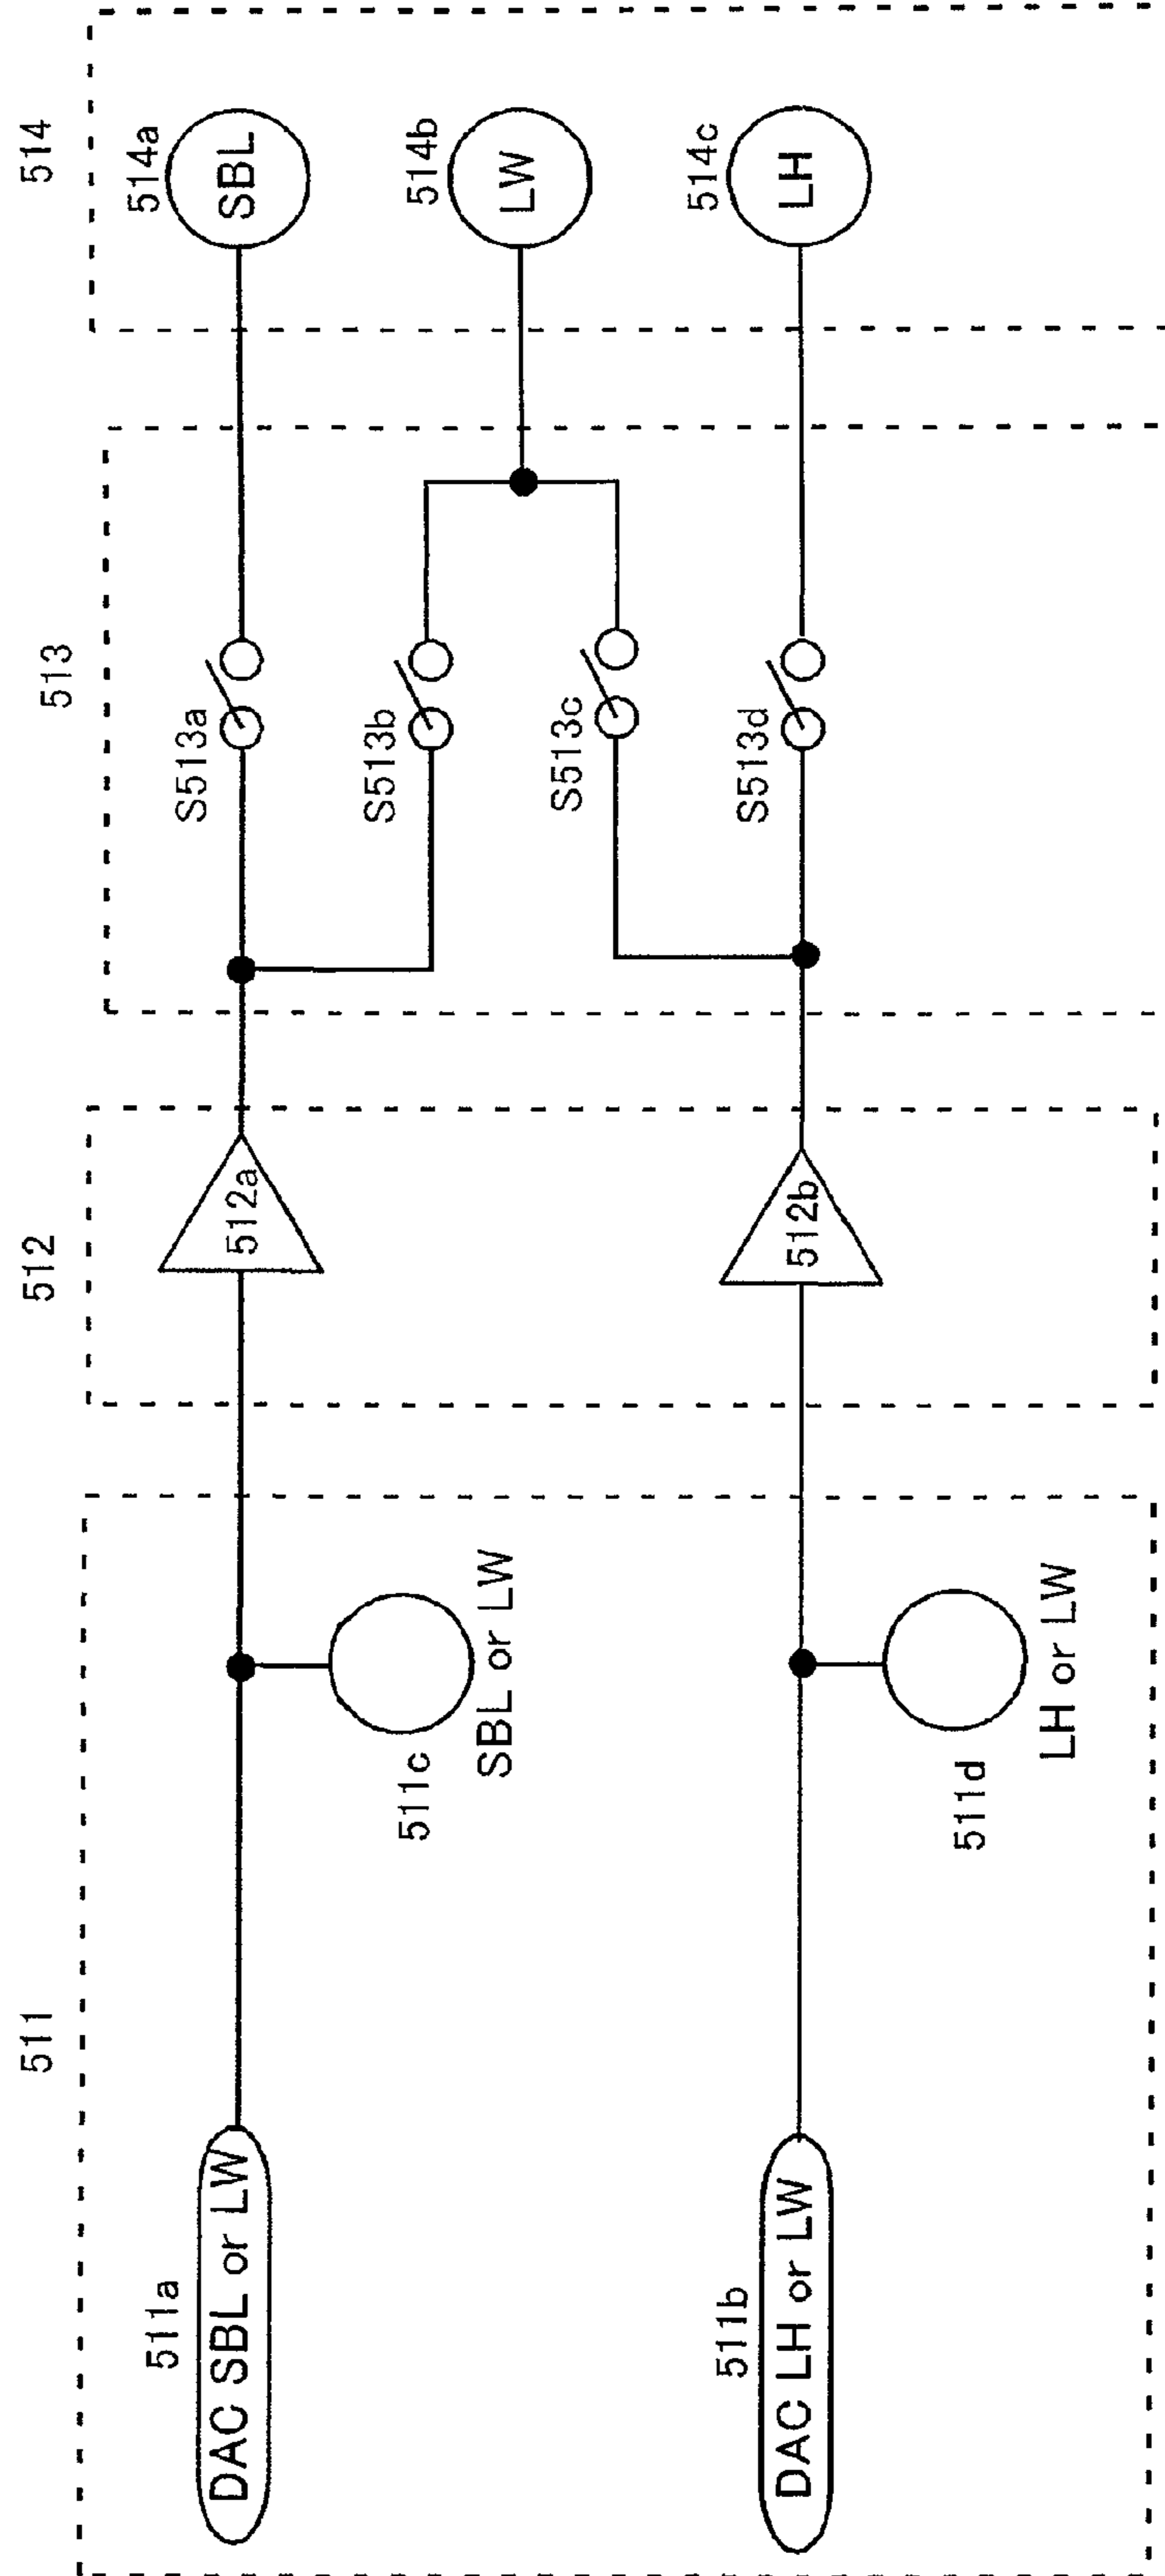 511
512
513
514
511a
DAC SBL or LW
511c
SBL or LW
512a
S513a
S513b
514a
SBL
514b
LW
511b
DAC LH or LW
511d
LH or LW
512b
S513c
S513d
514c
LH